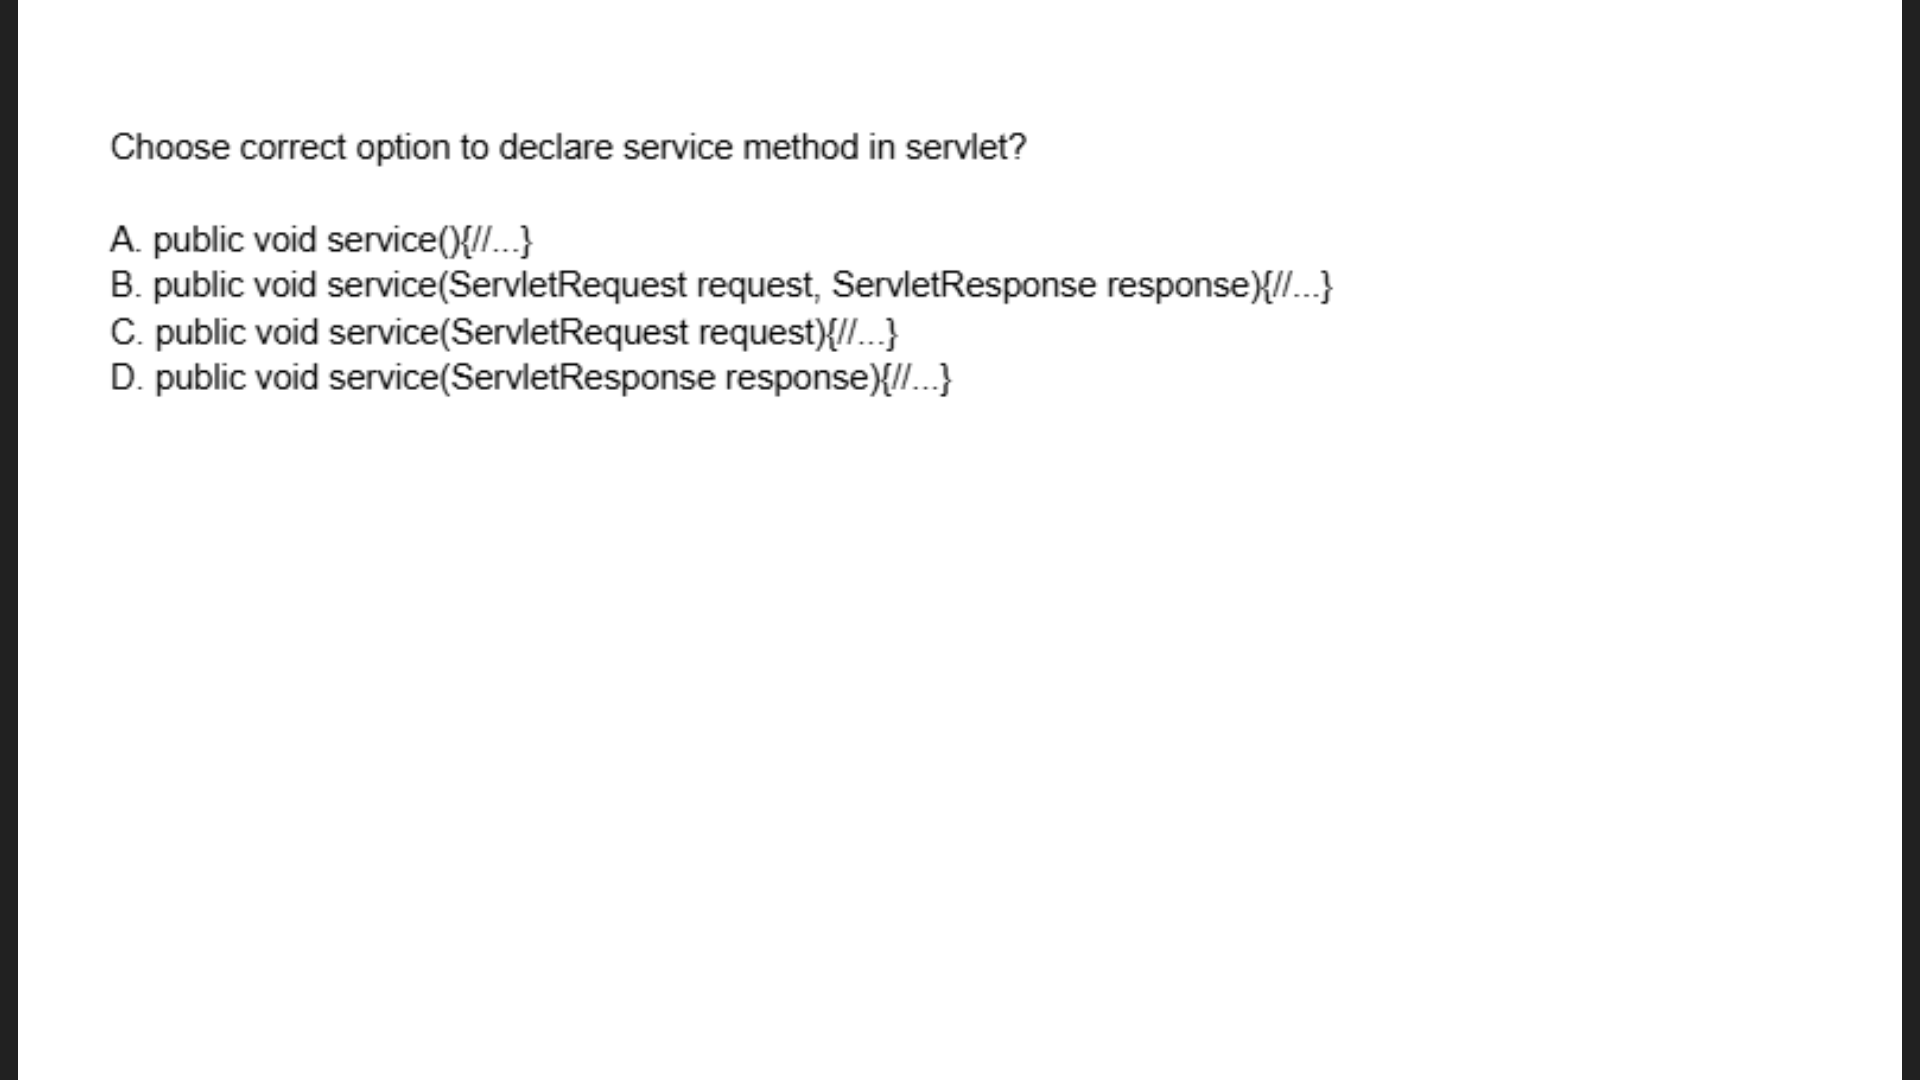 Choose correct option to declare service method in servlet?
A. public void service(){//...}
B. public void service(ServletRequest request, ServletResponse response){//...}
C. public void service(ServletRequest request){//...}
D. public void service(ServletResponse response){//...}